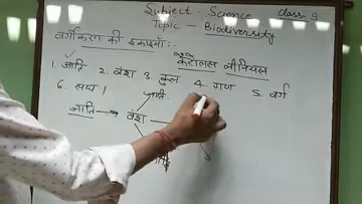 Subject - Science Class- 9
Topic - Biodiversity
वर्गीकरण की इकाइयाँ :-
कैरोलस लीनियस
1. जाति 2. वंश 3. कुल 4. गण 5. वर्ग
6. संघ ।
जाति
जाति → वंश